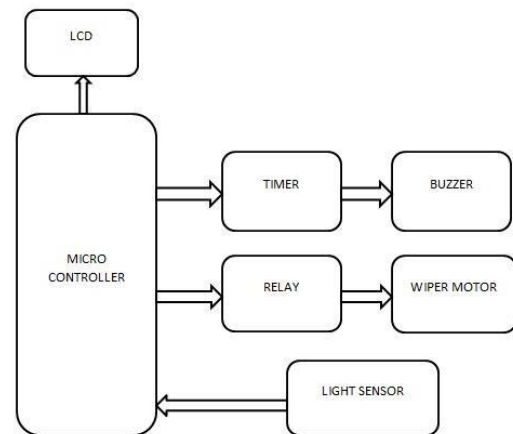 LCD
TIMER
BUZZER
MICRO
CONTROLLER
RELAY
WIPER MOTOR
LIGHT SENSOR